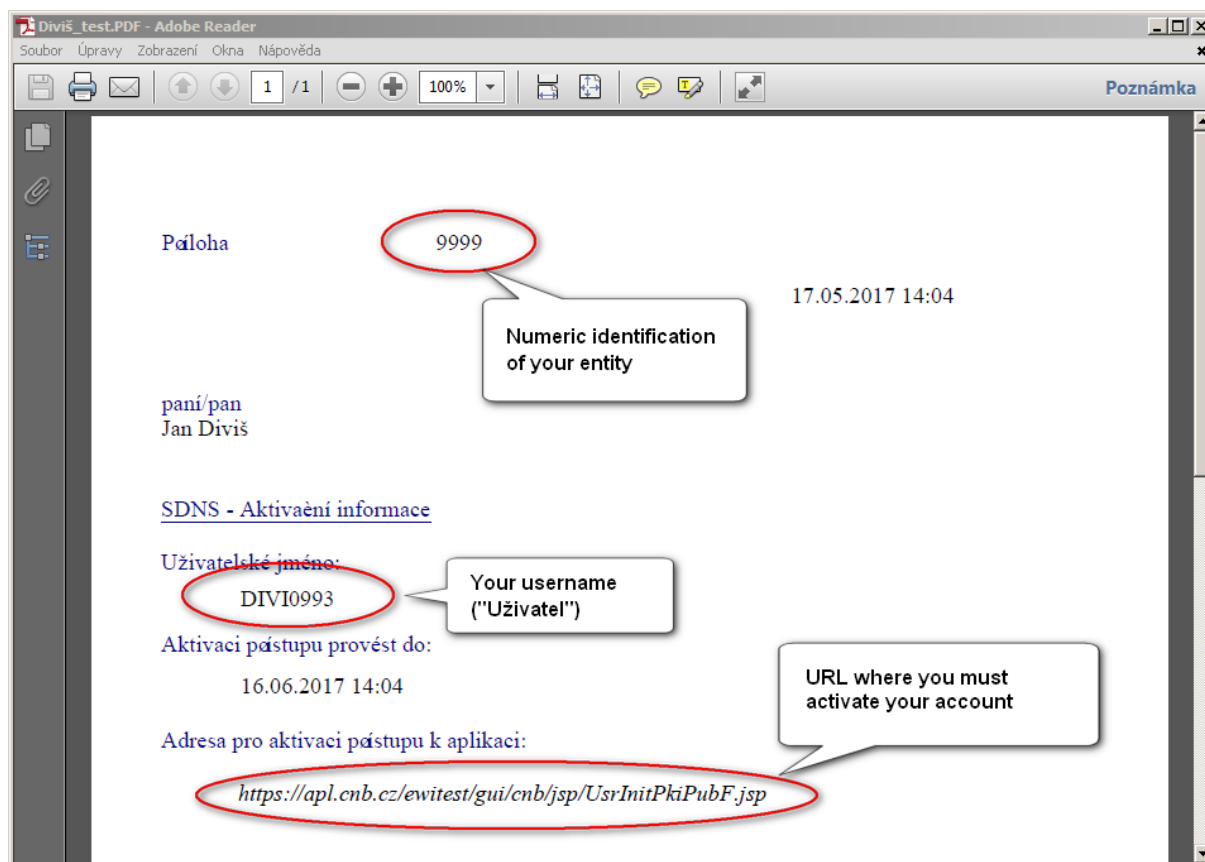 Diviš_test.PDF - Adobe Reader
Soubor Úpravy Zobrazení Okna Nápověda
1 /1 100% Poznámka
Pøíloha 9999
17.05.2017 14:04
Numeric identification
of your entity
paní/pan
Jan Diviš
SDNS - Aktivaèní informace
Uživatelské jméno:
DIVI0993
Your username
("Uživatel")
Aktivaci pøístupu provést do:
16.06.2017 14:04
URL where you must
activate your account
Adresa pro aktivaci pøístupu k aplikaci:
https://apl.cnb.cz/ewitest/gui/cnb/jsp/UsrInitPkiPubF.jsp